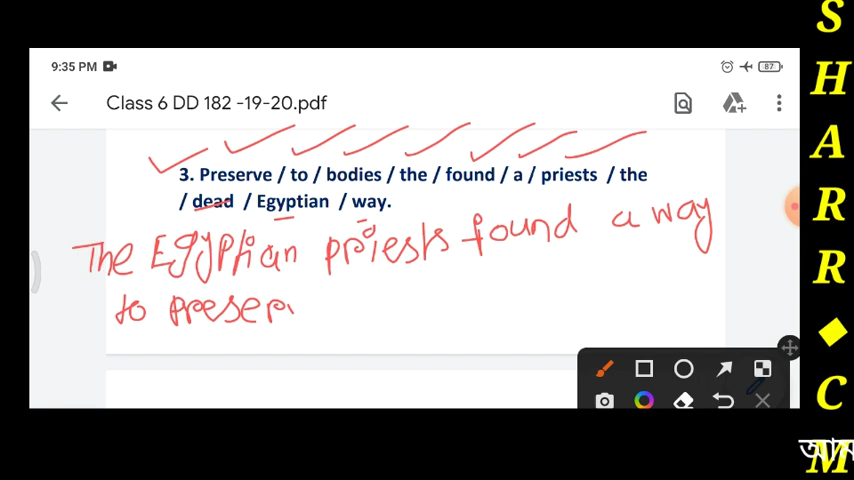 9:35 PM
87
Class 6 DD 182 -19-20.pdf
3. Preserve / to / bodies / the / found / a / priests / the
/ dead / Egyptian / way.
The Egyptian priests found a way
to preser
S
H
A
R
R
◆
C
M